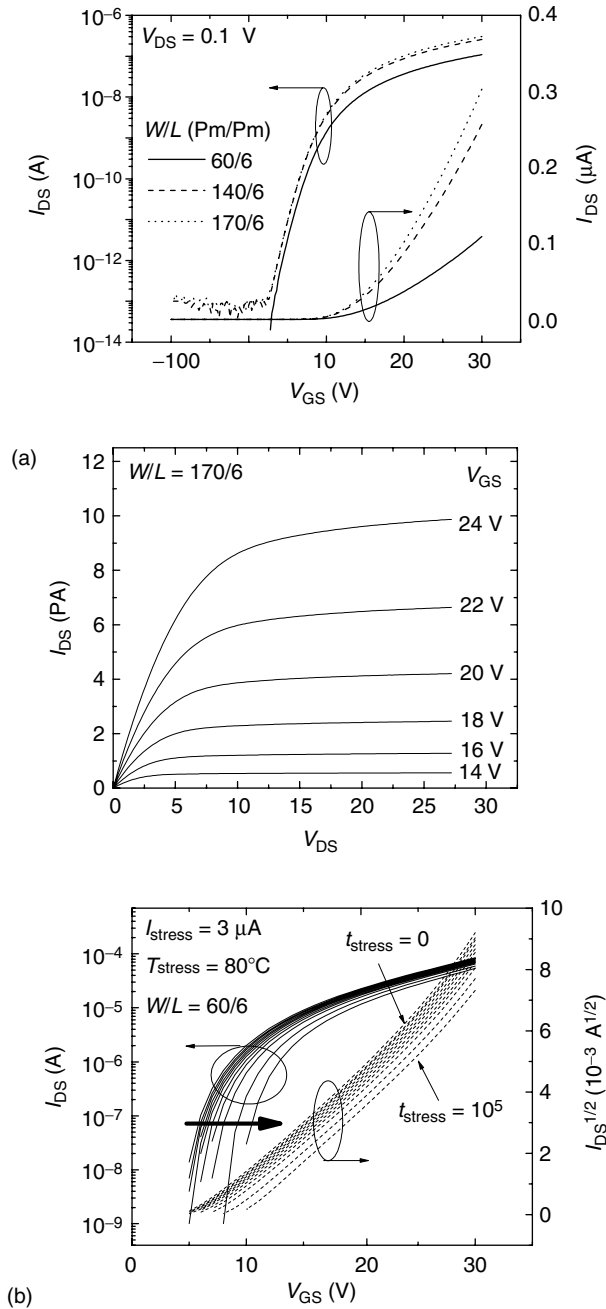 V_DS = 0.1 V
W/L (Pm/Pm)
60/6
140/6
170/6
I_DS (A)
10⁻⁶
10⁻⁸
10⁻¹⁰
10⁻¹²
10⁻¹⁴
0.4
0.3
0.2
0.1
0.0
I_DS (µA)
−100 10 20 30
V_GS (V)
(a)
W/L = 170/6
V_GS
24 V
22 V
20 V
18 V
16 V
14 V
I_DS (PA)
12
10
8
6
4
2
0
0 5 10 15 20 25 30
V_DS
I_stress = 3 µA
T_stress = 80°C
W/L = 60/6
t_stress = 0
t_stress = 10⁵
I_DS (A)
10⁻⁴
10⁻⁵
10⁻⁶
10⁻⁷
10⁻⁸
10⁻⁹
10
8
6
4
2
0
I_DS^1/2 (10⁻³ A^1/2)
0 10 20 30
V_GS (V)
(b)